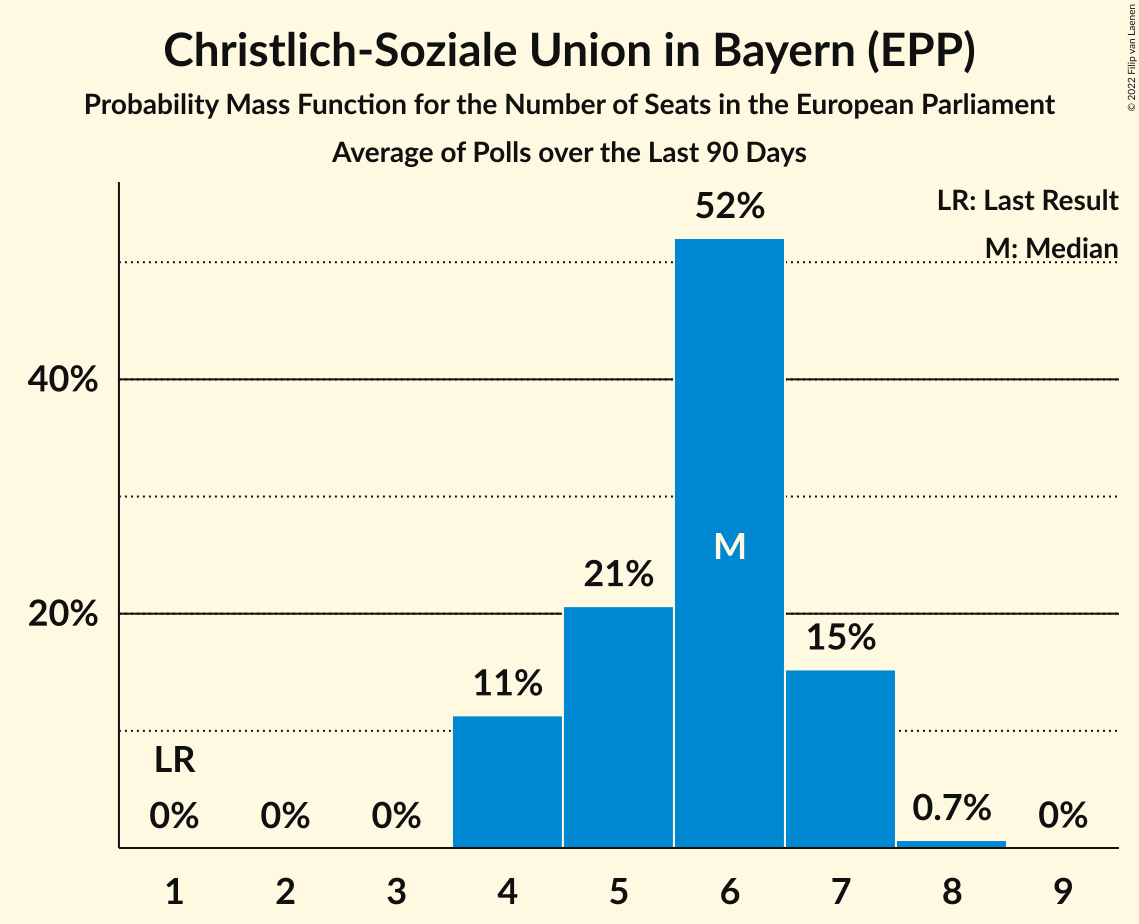 Christlich-Soziale Union in Bayern (EPP)
Probability Mass Function for the Number of Seats in the European Parliament
Average of Polls over the Last 90 Days
© 2022 Filip van Laenen
LR: Last Result
M: Median
52%
40%
M
21%
20%
15%
11%
LR
0%
0%
0%
0.7%
0%
1 2 3 4 5 6 7 8 9